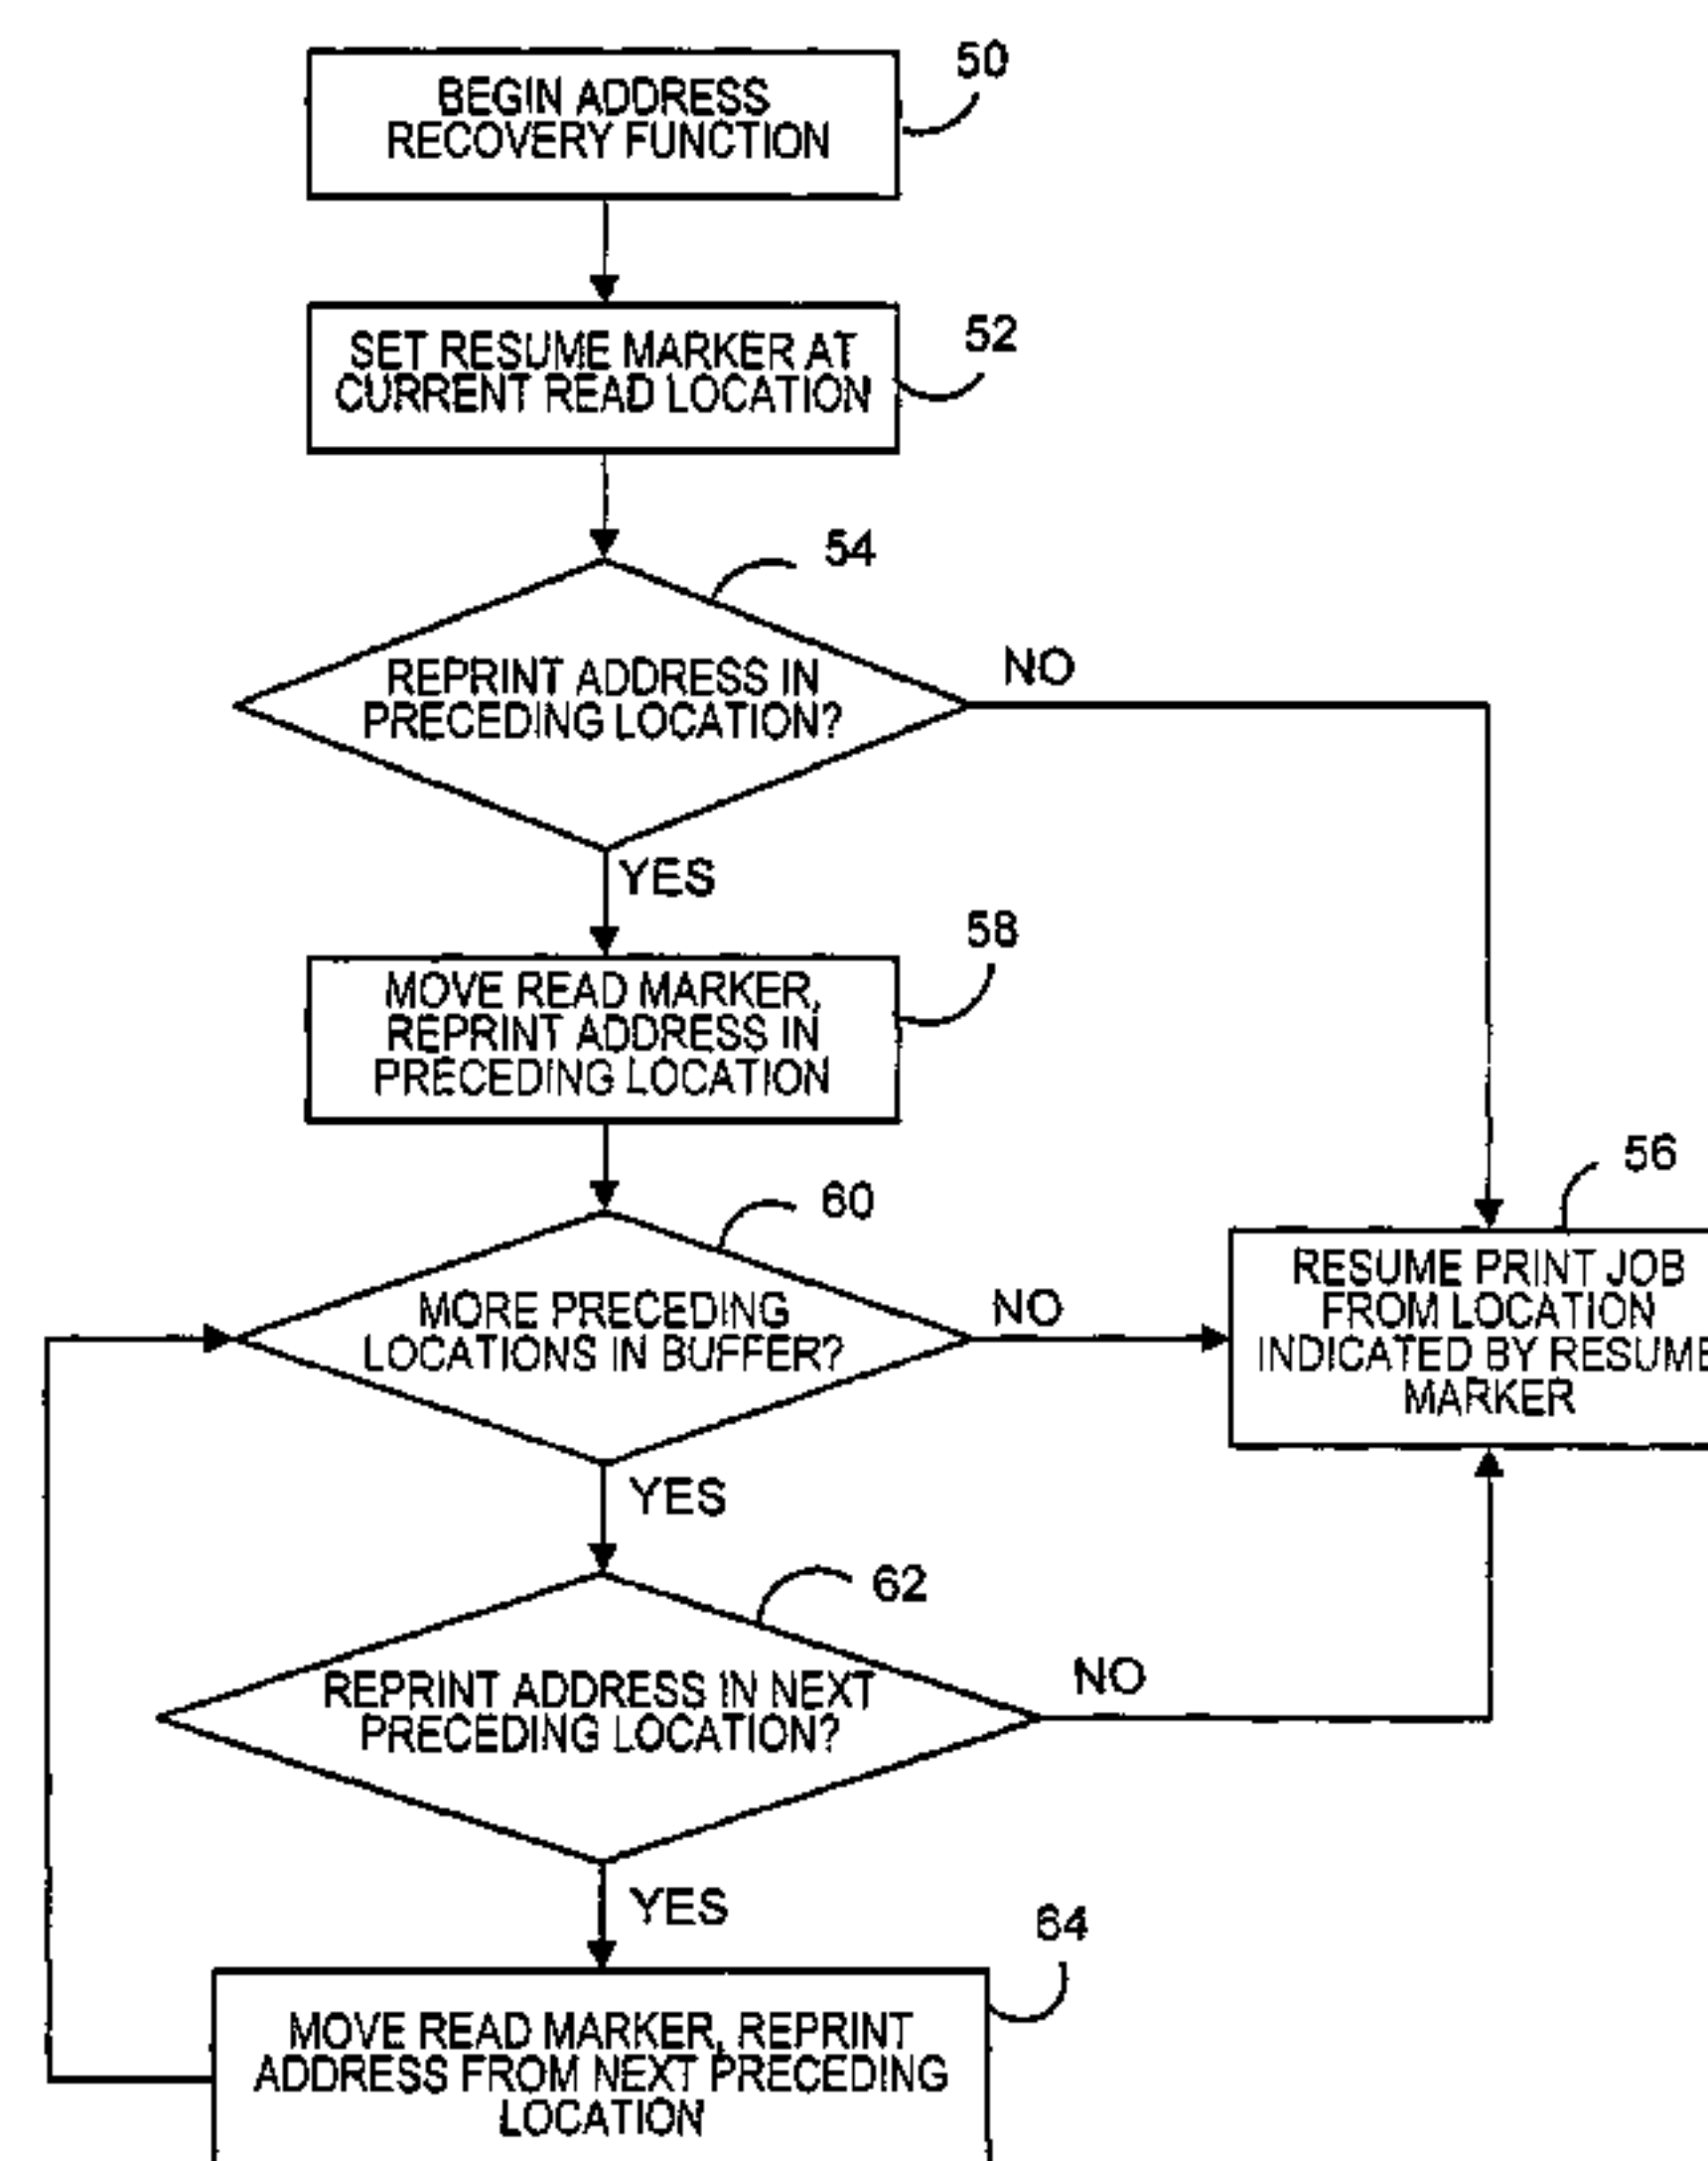 50
BEGIN ADDRESS
RECOVERY FUNCTION
52
SET RESUME MARKER AT
CURRENT READ LOCATION
54
REPRINT ADDRESS IN
PRECEDING LOCATION?
NO
YES
58
MOVE READ MARKER,
REPRINT ADDRESS IN
PRECEDING LOCATION
56
60
MORE PRECEDING
LOCATIONS IN BUFFER?
NO
RESUME PRINT JOB
FROM LOCATION
INDICATED BY RESUME
MARKER
YES
62
REPRINT ADDRESS IN NEXT
PRECEDING LOCATION?
NO
YES
64
MOVE READ MARKER, REPRINT
ADDRESS FROM NEXT PRECEDING
LOCATION